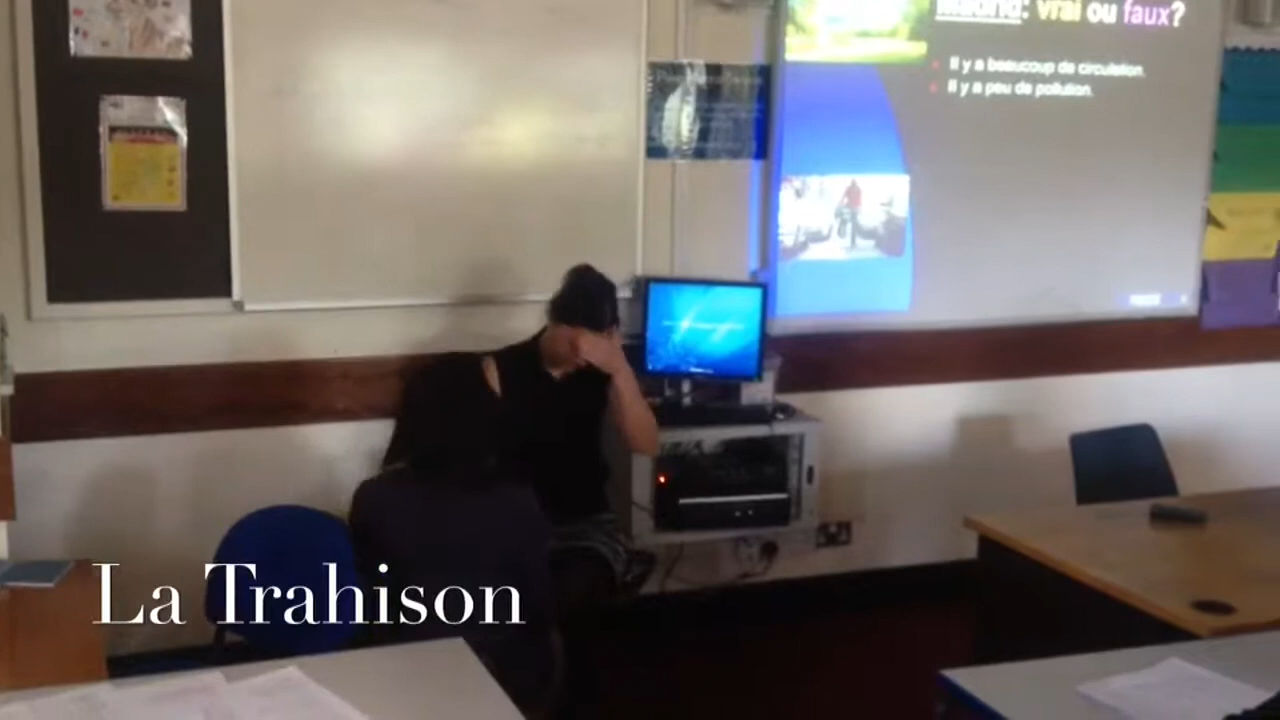 Madrid: vrai ou faux?
Il y a beaucoup de circulation.
Il y a peu de pollution.
La Trahison